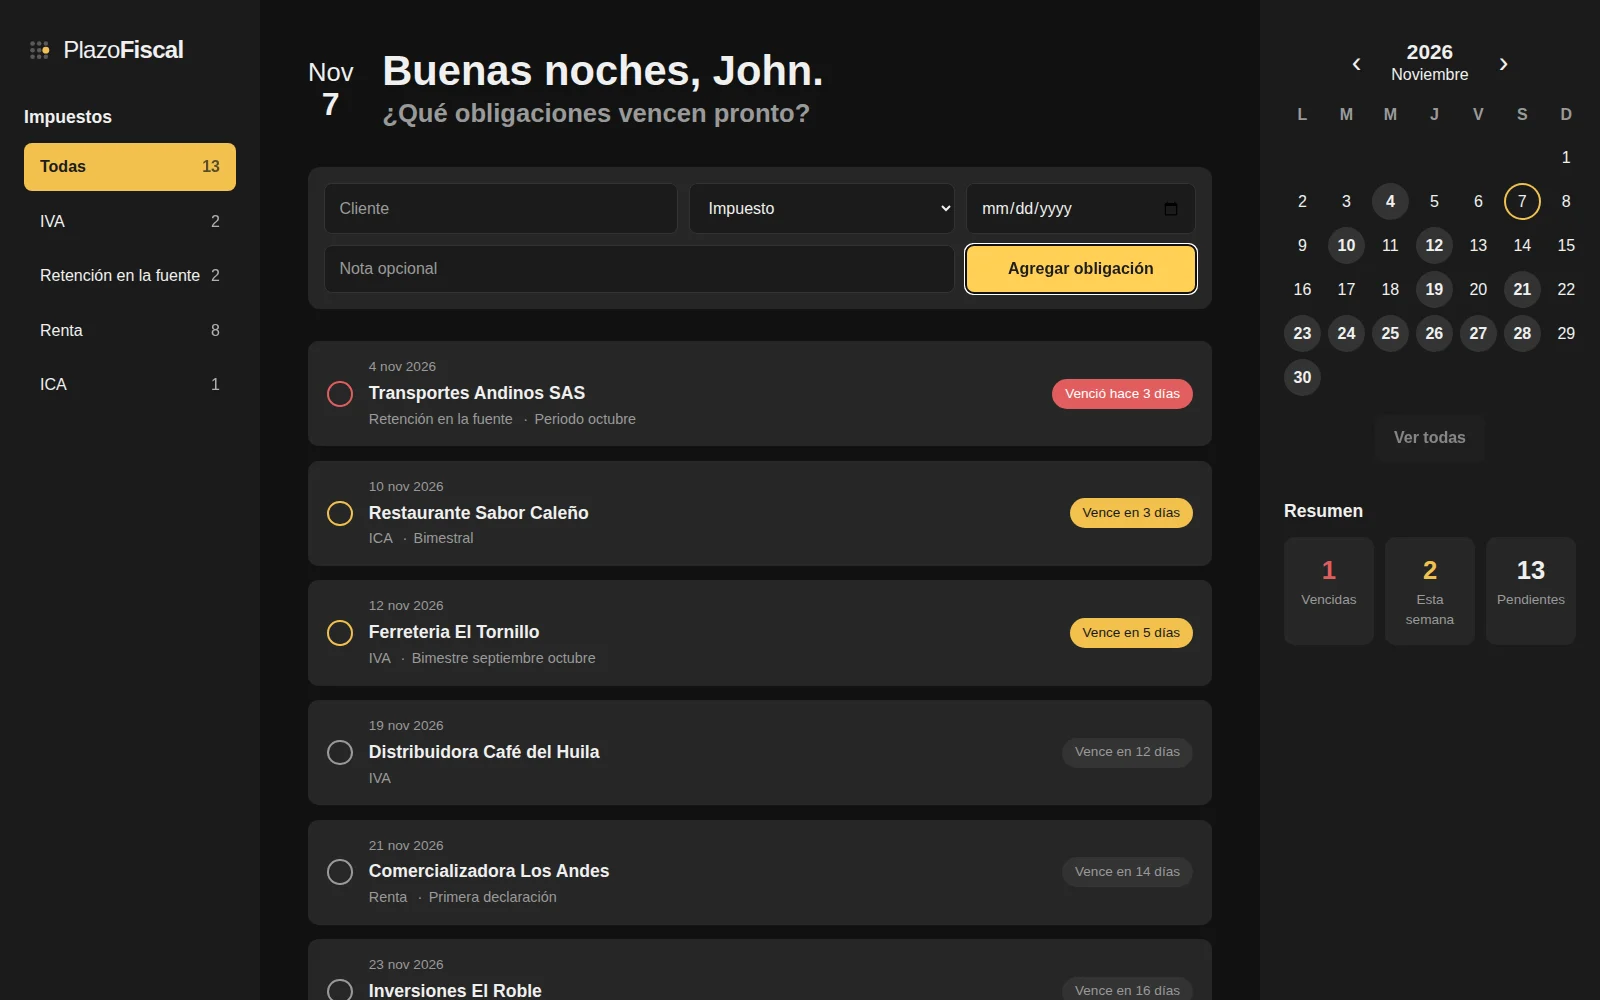 PlazoFiscal
Impuestos
Todas 13
IVA 2
Retención en la fuente 2
Renta 8
ICA 1
Nov
7
Buenas noches, John.
¿Qué obligaciones vencen pronto?
Cliente
Impuesto
mm/dd/yyyy
Nota opcional
Agregar obligación
4 nov 2026
Transportes Andinos SAS
Retención en la fuente · Periodo octubre
Venció hace 3 días
10 nov 2026
Restaurante Sabor Caleño
ICA · Bimestral
Vence en 3 días
12 nov 2026
Ferreteria El Tornillo
IVA · Bimestre septiembre octubre
Vence en 5 días
19 nov 2026
Distribuidora Café del Huila
IVA
Vence en 12 días
21 nov 2026
Comercializadora Los Andes
Renta · Primera declaración
Vence en 14 días
23 nov 2026
Inversiones El Roble
Vence en 16 días
‹ 2026 ›
Noviembre
L M M J V S D
1
2 3 4 5 6 7 8
9 10 11 12 13 14 15
16 17 18 19 20 21 22
23 24 25 26 27 28 29
30
Ver todas
Resumen
1
Vencidas
2
Esta
semana
13
Pendientes